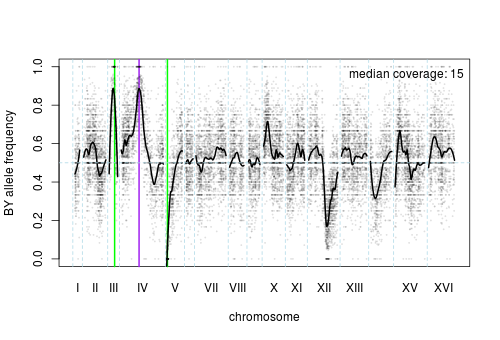 median coverage: 15
BY allele frequency
1.0
0.8
0.6
0.4
0.2
0.0
I II III IV V VII VIII X XI XII XIII XV XVI
chromosome